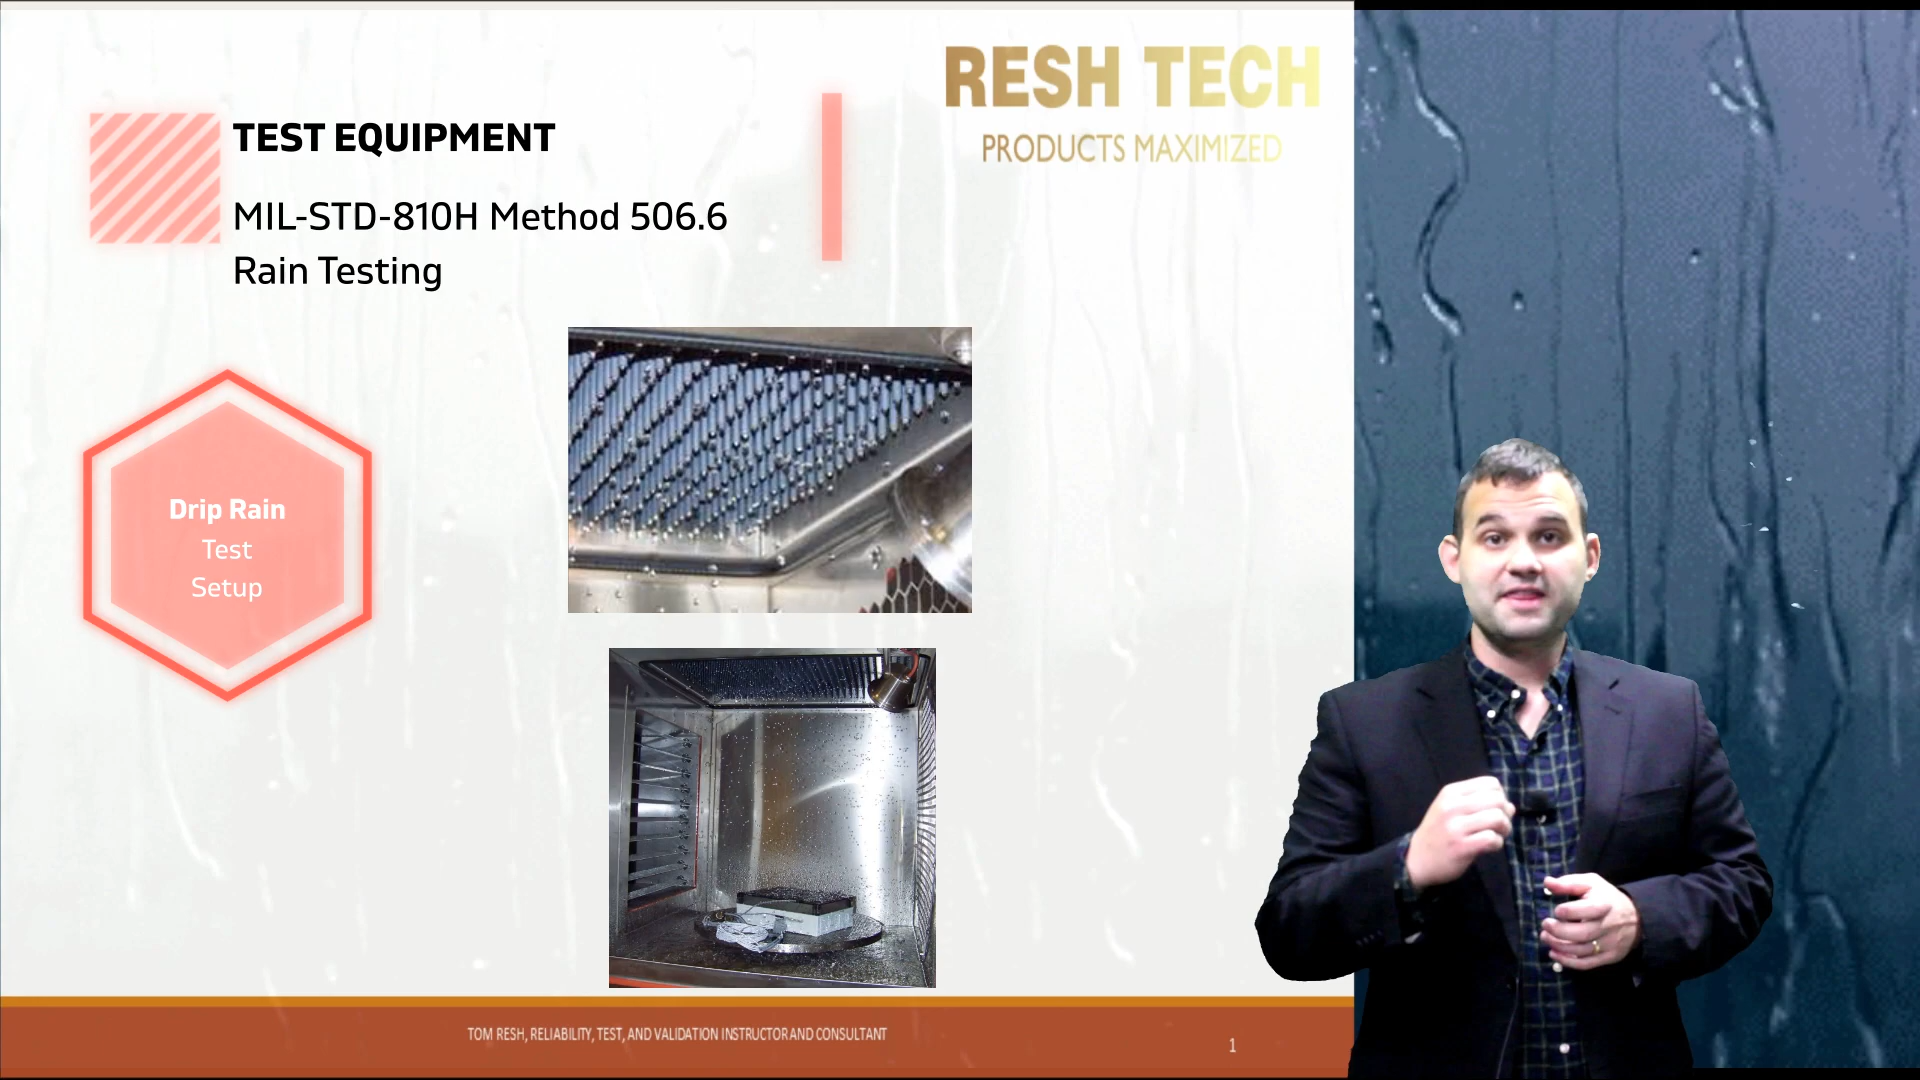 RESH TECH
PRODUCTS MAXIMIZED
TEST EQUIPMENT
MIL-STD-810H Method 506.6
Rain Testing
Drip Rain
Test
Setup
TOM RESH, RELIABILITY, TEST, AND VALIDATION INSTRUCTOR AND CONSULTANT
1